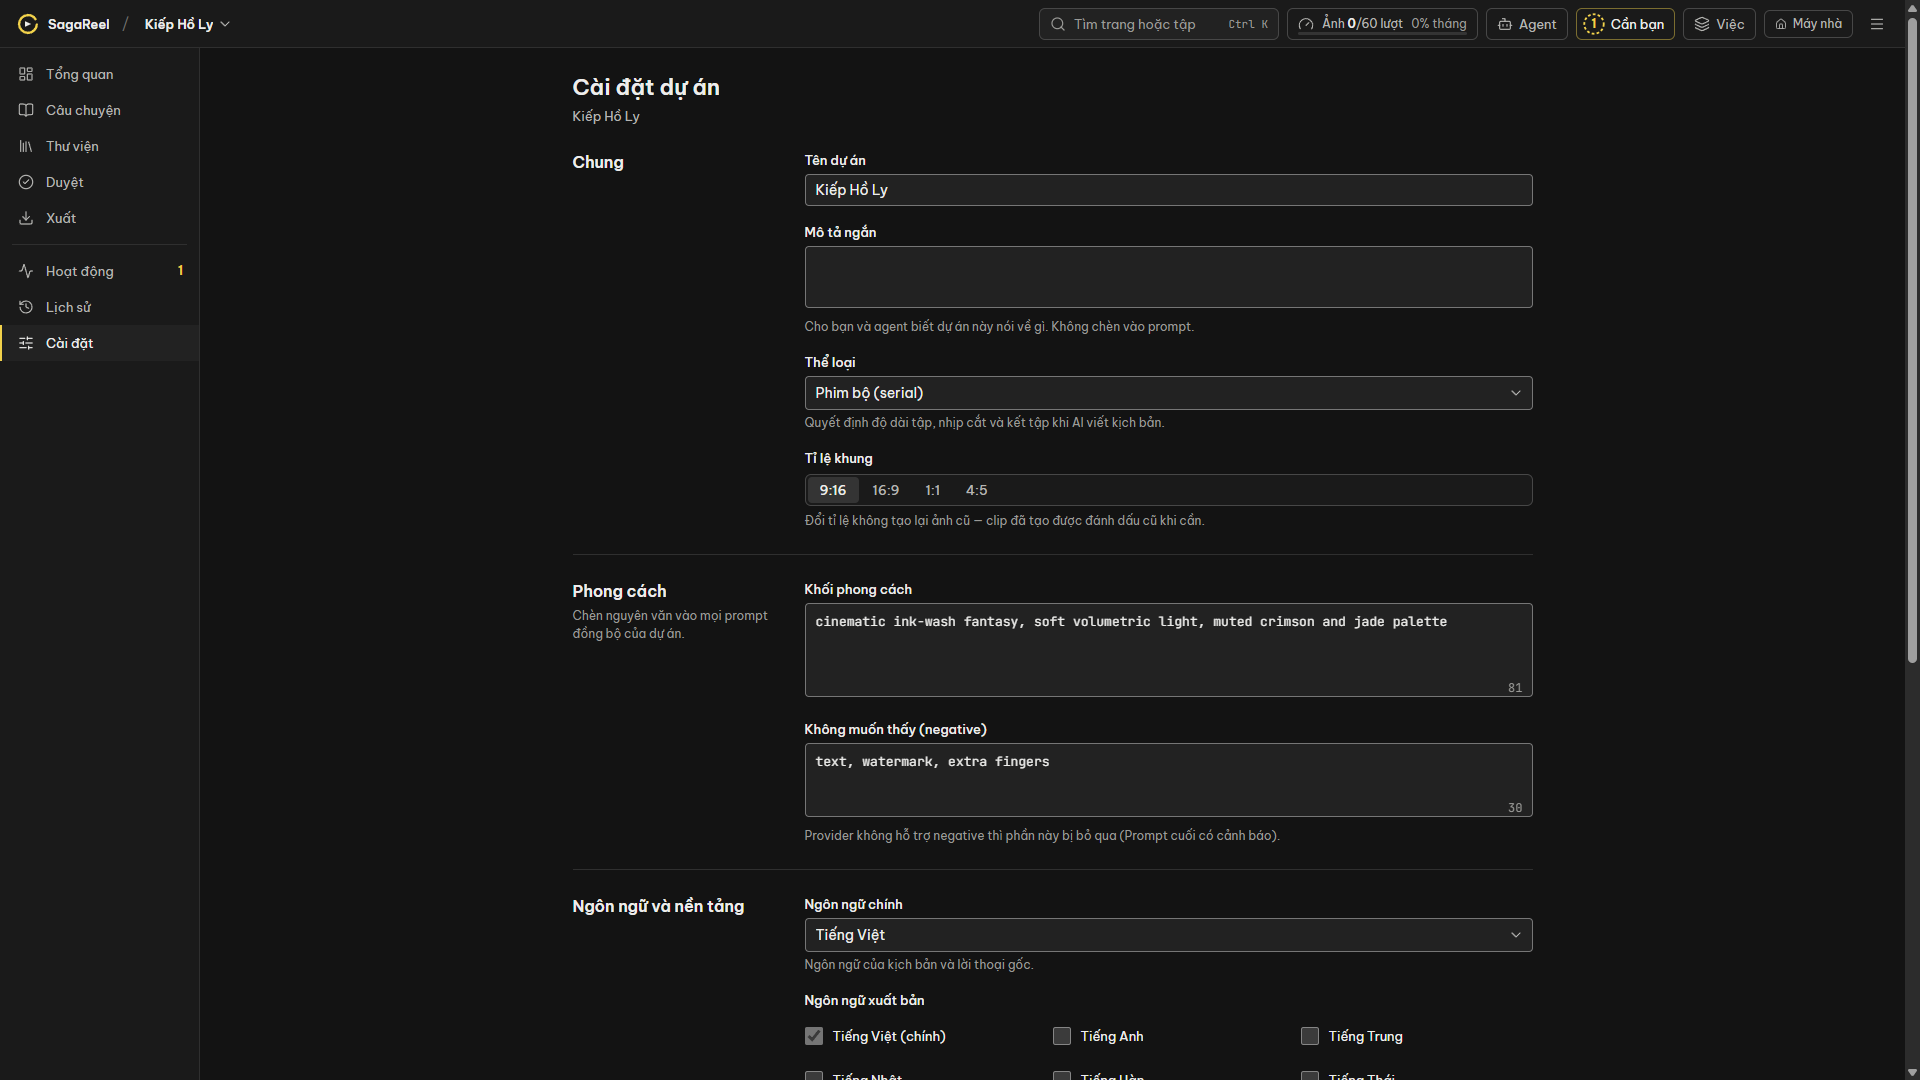 SagaReel / Kiếp Hồ Ly
Tìm trang hoặc tập Ctrl K
Ảnh 0/60 lượt 0% tháng
Agent
1 Cần bạn
Việc
Máy nhà
Tổng quan
Câu chuyện
Thư viện
Duyệt
Xuất
Hoạt động 1
Lịch sử
Cài đặt
Cài đặt dự án
Kiếp Hồ Ly
Chung
Tên dự án
Kiếp Hồ Ly
Mô tả ngắn
Cho bạn và agent biết dự án này nói về gì. Không chèn vào prompt.
Thể loại
Phim bộ (serial)
Quyết định độ dài tập, nhịp cắt và kết tập khi AI viết kịch bản.
Tỉ lệ khung
9:16 16:9 1:1 4:5
Đổi tỉ lệ không tạo lại ảnh cũ — clip đã tạo được đánh dấu cũ khi cần.
Phong cách
Chèn nguyên văn vào mọi prompt
đồng bộ của dự án.
Khối phong cách
cinematic ink-wash fantasy, soft volumetric light, muted crimson and jade palette
81
Không muốn thấy (negative)
text, watermark, extra fingers
30
Provider không hỗ trợ negative thì phần này bị bỏ qua (Prompt cuối có cảnh báo).
Ngôn ngữ và nền tảng
Ngôn ngữ chính
Tiếng Việt
Ngôn ngữ của kịch bản và lời thoại gốc.
Ngôn ngữ xuất bản
Tiếng Việt (chính) Tiếng Anh Tiếng Trung
Tiếng Nhật Tiếng Hàn Tiếng Thái